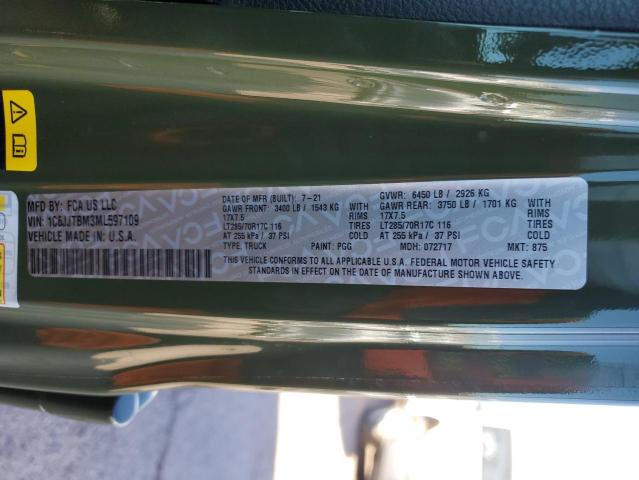 MFD BY: FCA US LLC
VIN: 1C6JJTBM3ML597109
VEHICLE MADE IN: U.S.A.
DATE OF MFR (BUILT): 7-21
GAWR FRONT: 3400 LB / 1543 KG
17X7.5 RIMS
LT285/70R17C 116 TIRES
AT 255 kPa / 37 PSI COLD
TYPE: TRUCK PAINT: PGG
GVWR: 6450 LB / 2926 KG
GAWR REAR: 3750 LB / 1701 KG
17X7.5 RIMS
LT285/70R17C 116 TIRES
AT 255 kPa / 37 PSI COLD
MDH: 072717 MKT: 875
THIS VEHICLE CONFORMS TO ALL APPLICABLE U.S.A. FEDERAL MOTOR VEHICLE SAFETY
STANDARDS IN EFFECT ON THE DATE OF MANUFACTURE SHOWN ABOVE.